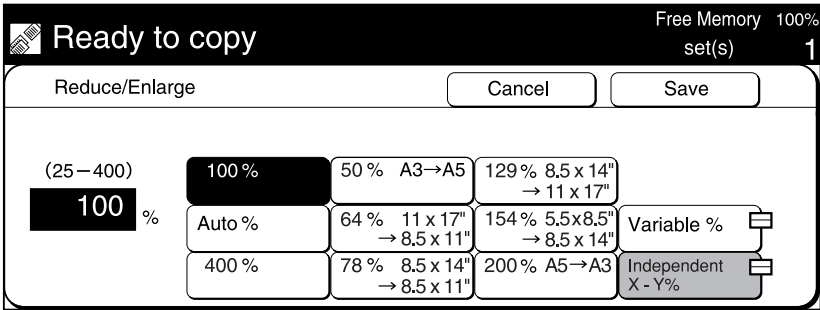 Ready to copy
Free Memory 100%
set(s) 1
Reduce/Enlarge
Cancel
Save
(25−400)
100 %
100 %
50 % A3→A5
129 % 8.5 x 14"
→ 11 x 17"
Auto %
64 % 11 x 17"
→ 8.5 x 11"
154 % 5.5x8.5"
→ 8.5 x 14"
Variable %
400 %
78 % 8.5 x 14"
→ 8.5 x 11"
200 % A5→A3
Independent
X - Y%